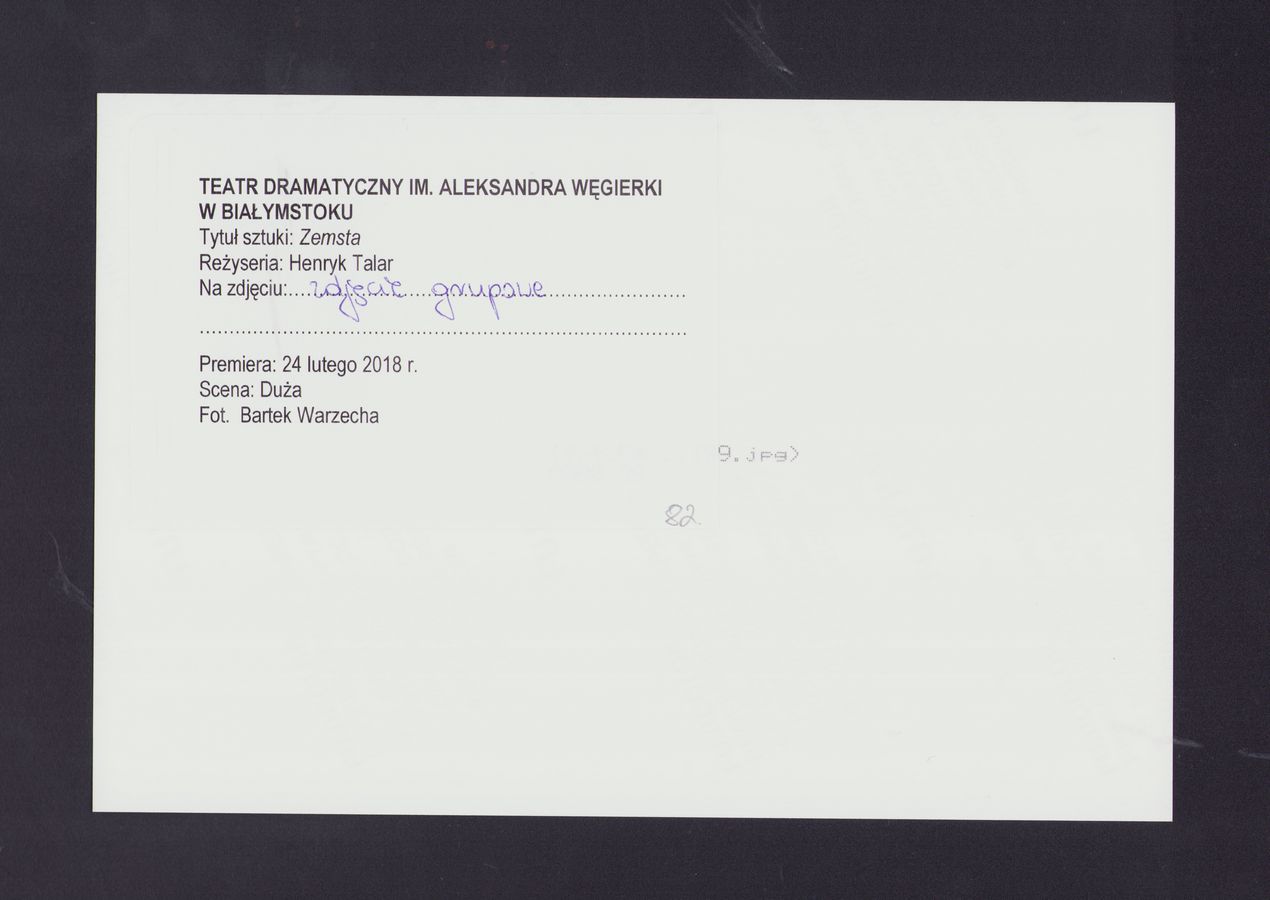 TEATR DRAMATYCZNY IM. ALEKSANDRA WĘGIERKI
W BIAŁYMSTOKU
Tytuł sztuki: Zemsta
Reżyseria: Henryk Talar
Na zdjęciu:....zdjęcie....grupowe........................
................................................................
Premiera: 24 lutego 2018 r.
Scena: Duża
Fot. Bartek Warzecha
9.jpg)
82